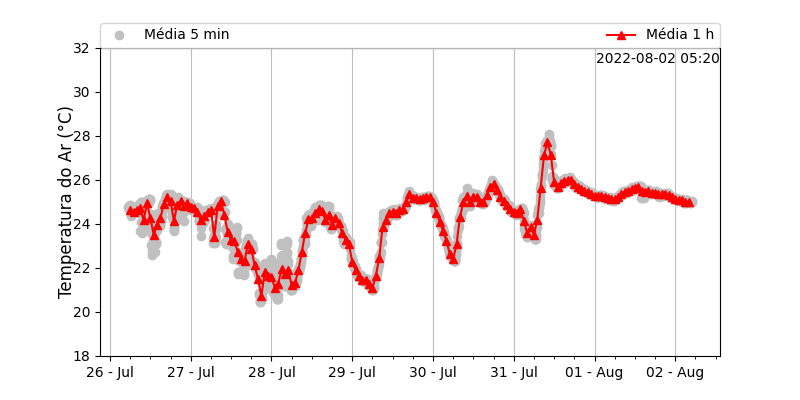 Média 5 min
Média 1 h
2022-08-02 05:20
Temperatura do Ar (°C)
32
30
28
26
24
22
20
18
26 - Jul
27 - Jul
28 - Jul
29 - Jul
30 - Jul
31 - Jul
01 - Aug
02 - Aug